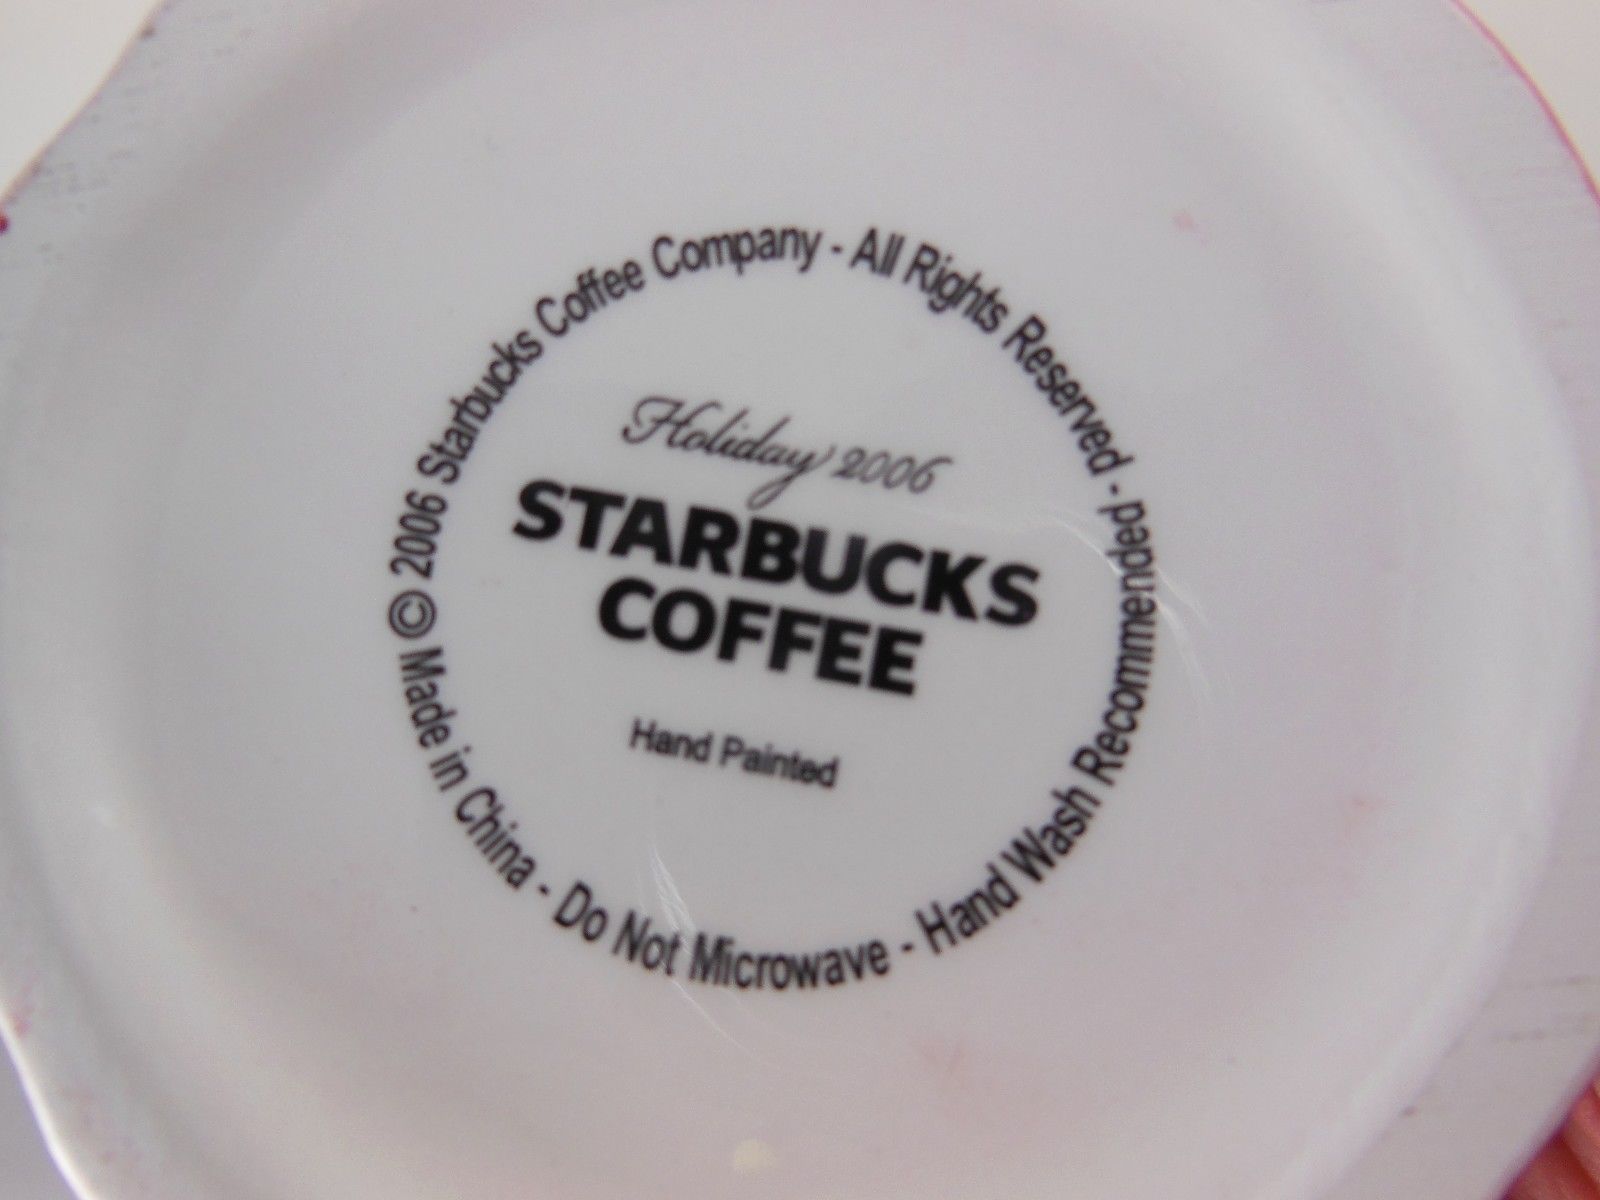 © 2006 Starbucks Coffee Company - All Rights Reserved -
Holiday 2006
STARBUCKS
COFFEE
Hand Painted
Made in China - Do Not Microwave - Hand Wash Recommended